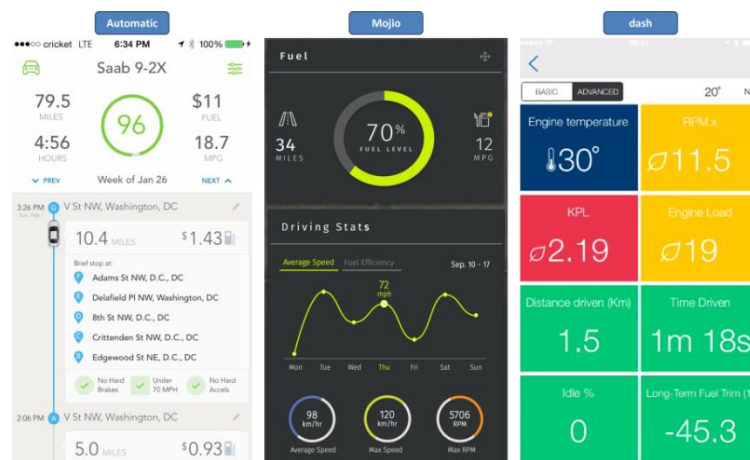 Automatic
Mojio
dash
cricket LTE 6:34 PM 100%
Saab 9-2X
79.5
MILES
96
$11
FUEL
4:56
HOURS
18.7
MPG
PREV Week of Jan 26 NEXT
3:26 PM G V St NW, Washington, DC
Sun, Feb 1
10.4 MILES $1.43
Brief stop at:
F Adams St NW, D.C., DC
E Delafield Pl NW, Washington, DC
D 8th St NW, D.C., DC
C Crittenden St NW, D.C., DC
B Edgewood St NE, D.C., DC
No Hard Brakes
Under 70 MPH
No Hard Accels
2:06 PM A V St NW, Washington, DC
5.0 MILES $0.93
Fuel
34
MILES
70%
FUEL LEVEL
12
MPG
Driving Stats
Average Speed Fuel Efficiency Sep. 10 - 17
72
mph
Mon Tue Wed Thu Fri Sat Sun
98
km/hr
Average Speed
120
km/hr
Max Speed
5706
RPM
Max RPM
BASIC ADVANCED 20° N
Engine temperature
30°
RPM x
11.5
KPL
2.19
Engine Load
19
Distance driven (Km)
1.5
Time Driven
1m 18s
Idle %
0
Long-Term Fuel Trim (1
-45.3